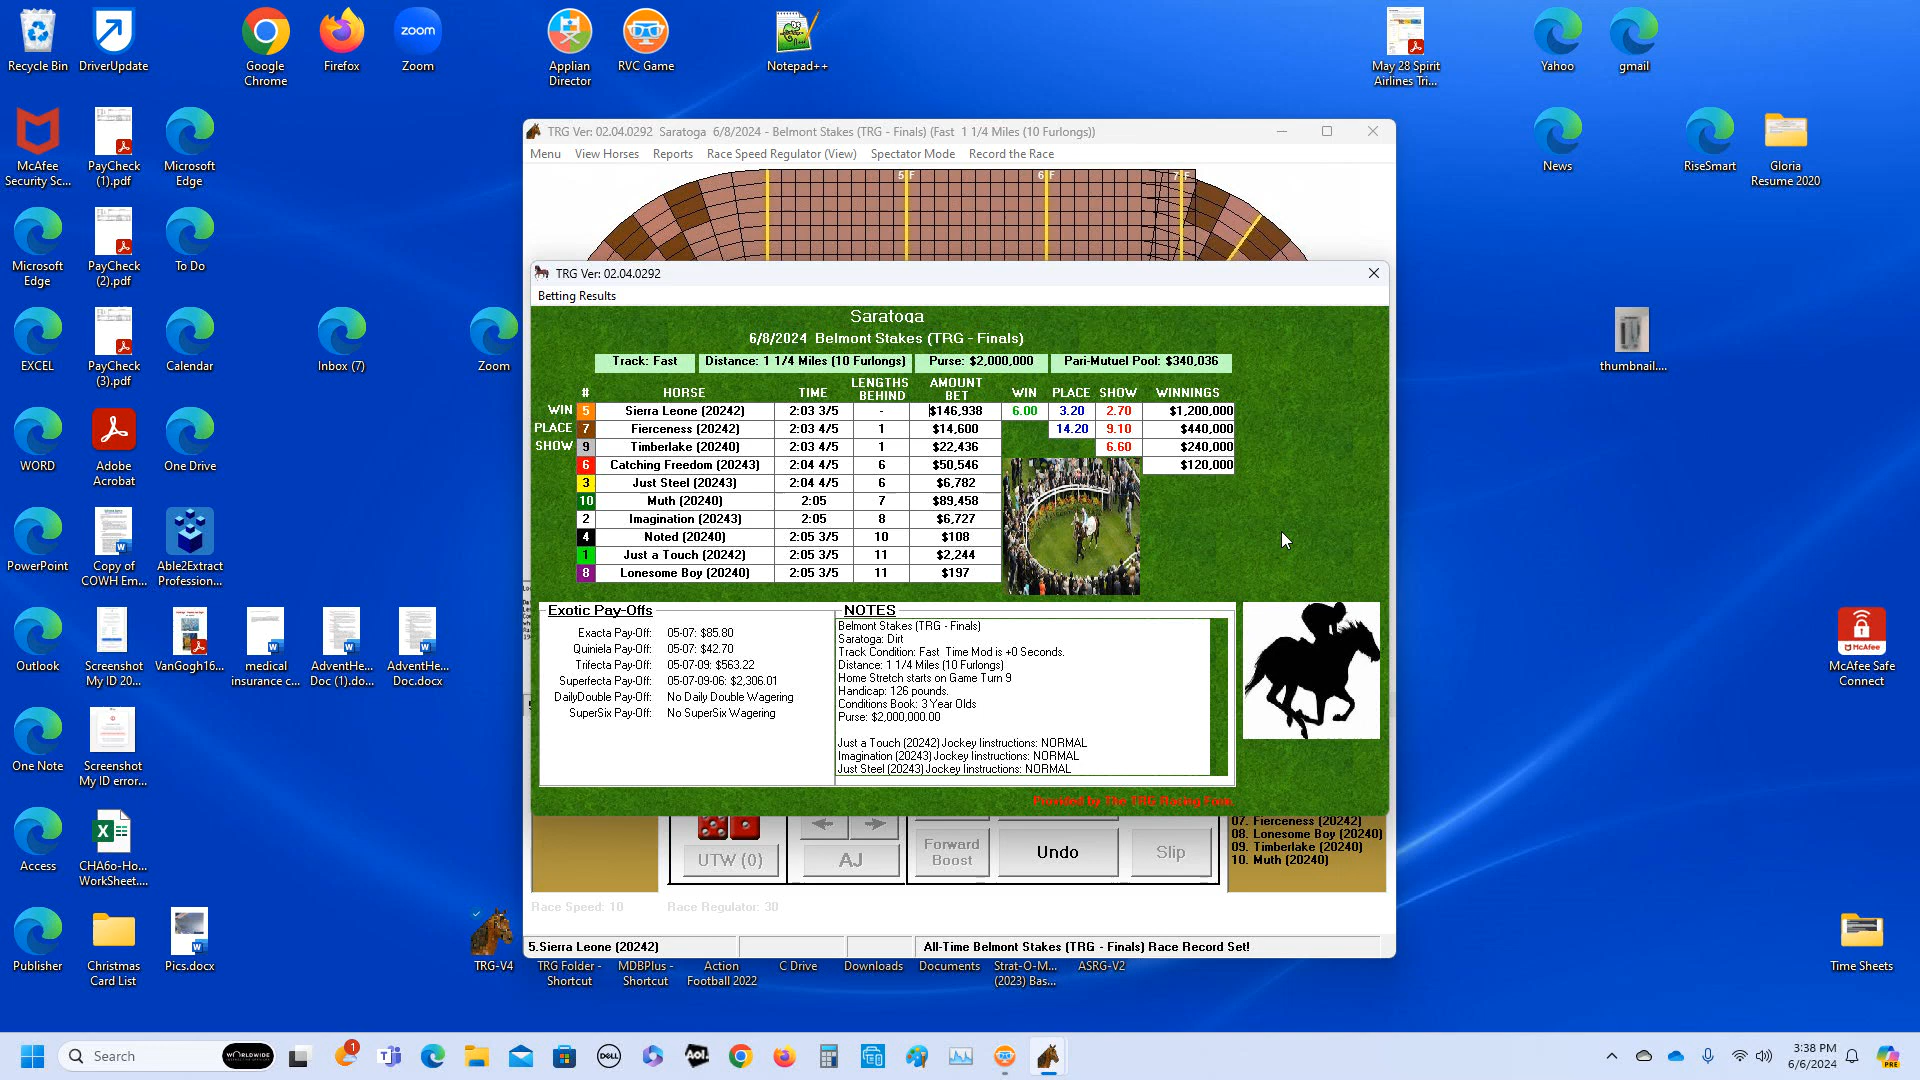 Recycle Bin
DriverUpdate
Google Chrome
Firefox
zoom
Zoom
Applian Director
RVC Game
Notepad++
May 28 Spirit Airlines Tri...
Yahoo
gmail
McAfee Security Sc...
PayCheck (1).pdf
Microsoft Edge
News
RiseSmart
Gloria Resume 2020
Microsoft Edge
PayCheck (2).pdf
To Do
EXCEL
PayCheck (3).pdf
Calendar
Inbox (7)
Zoom
thumbnail....
WORD
Adobe Acrobat
One Drive
PowerPoint
Copy of COWH Em...
Able2Extract Profession...
Outlook
Screenshot My ID 20...
VanGogh16...
medical insurance c...
AdventHe... Doc (1).do...
AdventHe... Doc.docx
McAfee
McAfee Safe Connect
One Note
Screenshot My ID error...
Access
CHA6o-Ho... WorkSheet....
Publisher
Christmas Card List
Pics.docx
TRG-V4
TRG Folder - Shortcut
MDBPlus - Shortcut
Action Football 2022
C Drive
Downloads
Documents
Strat-O-M... (2023) Bas...
ASRG-V2
Time Sheets
TRG Ver: 02.04.0292 Saratoga 6/8/2024 - Belmont Stakes (TRG - Finals) (Fast 1 1/4 Miles (10 Furlongs))
Menu View Horses Reports Race Speed Regulator (View) Spectator Mode Record the Race
5 F 6 F 7 F
TRG Ver: 02.04.0292
Betting Results
Saratoga
6/8/2024 Belmont Stakes (TRG - Finals)
Track: Fast Distance: 1 1/4 Miles (10 Furlongs) Purse: $2,000,000 Pari-Mutuel Pool: $340,036
# HORSE TIME LENGTHS BEHIND AMOUNT BET WIN PLACE SHOW WINNINGS
WIN 5 Sierra Leone (20242) 2:03 3/5 - $146,938 6.00 3.20 2.70 $1,200,000
PLACE 7 Fierceness (20242) 2:03 4/5 1 $14,600 14.20 9.10 $440,000
SHOW 9 Timberlake (20240) 2:03 4/5 1 $22,436 6.60 $240,000
6 Catching Freedom (20243) 2:04 4/5 6 $50,546 $120,000
3 Just Steel (20243) 2:04 4/5 6 $6,782
10 Muth (20240) 2:05 7 $89,458
2 Imagination (20243) 2:05 8 $6,727
4 Noted (20240) 2:05 3/5 10 $108
1 Just a Touch (20242) 2:05 3/5 11 $2,244
8 Lonesome Boy (20240) 2:05 3/5 11 $197
Exotic Pay-Offs
Exacta Pay-Off: 05-07: $85.80
Quiniela Pay-Off: 05-07: $42.70
Trifecta Pay-Off: 05-07-09: $563.22
Superfecta Pay-Off: 05-07-09-06: $2,306.01
DailyDouble Pay-Off: No Daily Double Wagering
SuperSix Pay-Off: No SuperSix Wagering
NOTES
Belmont Stakes (TRG - Finals)
Saratoga: Dirt
Track Condition: Fast Time Mod is +0 Seconds.
Distance: 1 1/4 Miles (10 Furlongs)
Home Stretch starts on Game Turn 9
Handicap: 126 pounds.
Conditions Book: 3 Year Olds
Purse: $2,000,000.00
Just a Touch (20242) Jockey Iinstructions: NORMAL
Imagination (20243) Jockey Iinstructions: NORMAL
Just Steel (20243) Jockey Iinstructions: NORMAL
Provided by The TRG Racing Form
UTW (0)
AJ
Forward Boost
Undo
Slip
07. Fierceness (20242)
08. Lonesome Boy (20240)
09. Timberlake (20240)
10. Muth (20240)
Race Speed: 10 Race Regulator: 30
5.Sierra Leone (20242) All-Time Belmont Stakes (TRG - Finals) Race Record Set!
Search
WORLDWIDE
1
DELL
Aol.
3:38 PM
6/6/2024
PRE